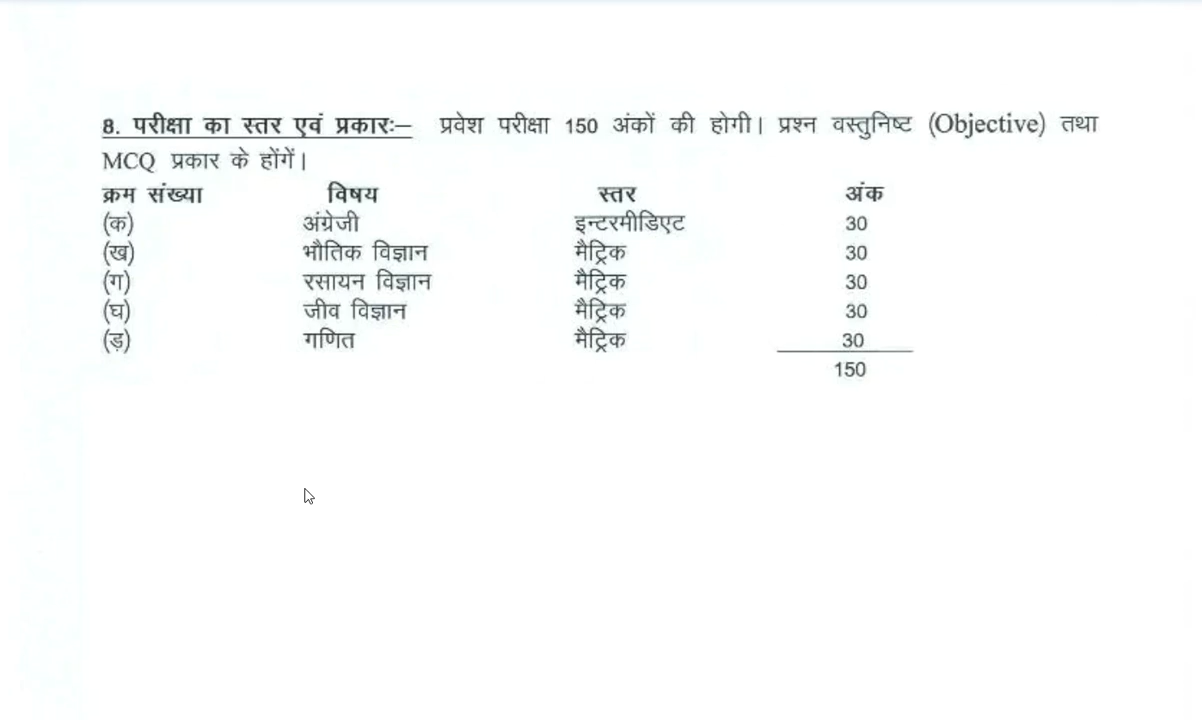 8. परीक्षा का स्तर एवं प्रकारः– प्रवेश परीक्षा 150 अंकों की होगी। प्रश्न वस्तुनिष्ट (Objective) तथा
MCQ प्रकार के होंगें।
क्रम संख्या विषय स्तर अंक
(क) अंग्रेजी इन्टरमीडिएट 30
(ख) भौतिक विज्ञान मैट्रिक 30
(ग) रसायन विज्ञान मैट्रिक 30
(घ) जीव विज्ञान मैट्रिक 30
(ड़) गणित मैट्रिक 30
150